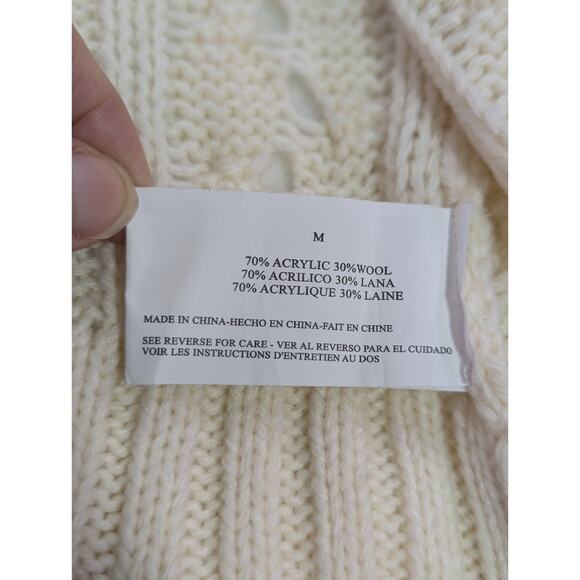 M
70% ACRYLIC 30%WOOL
70% ACRILICO 30% LANA
70% ACRYLIQUE 30% LAINE
MADE IN CHINA-HECHO EN CHINA-FAIT EN CHINE
SEE REVERSE FOR CARE - VER AL REVERSO PARA EL CUIDADO
VOIR LES INSTRUCTIONS D'ENTRETIEN AU DOS